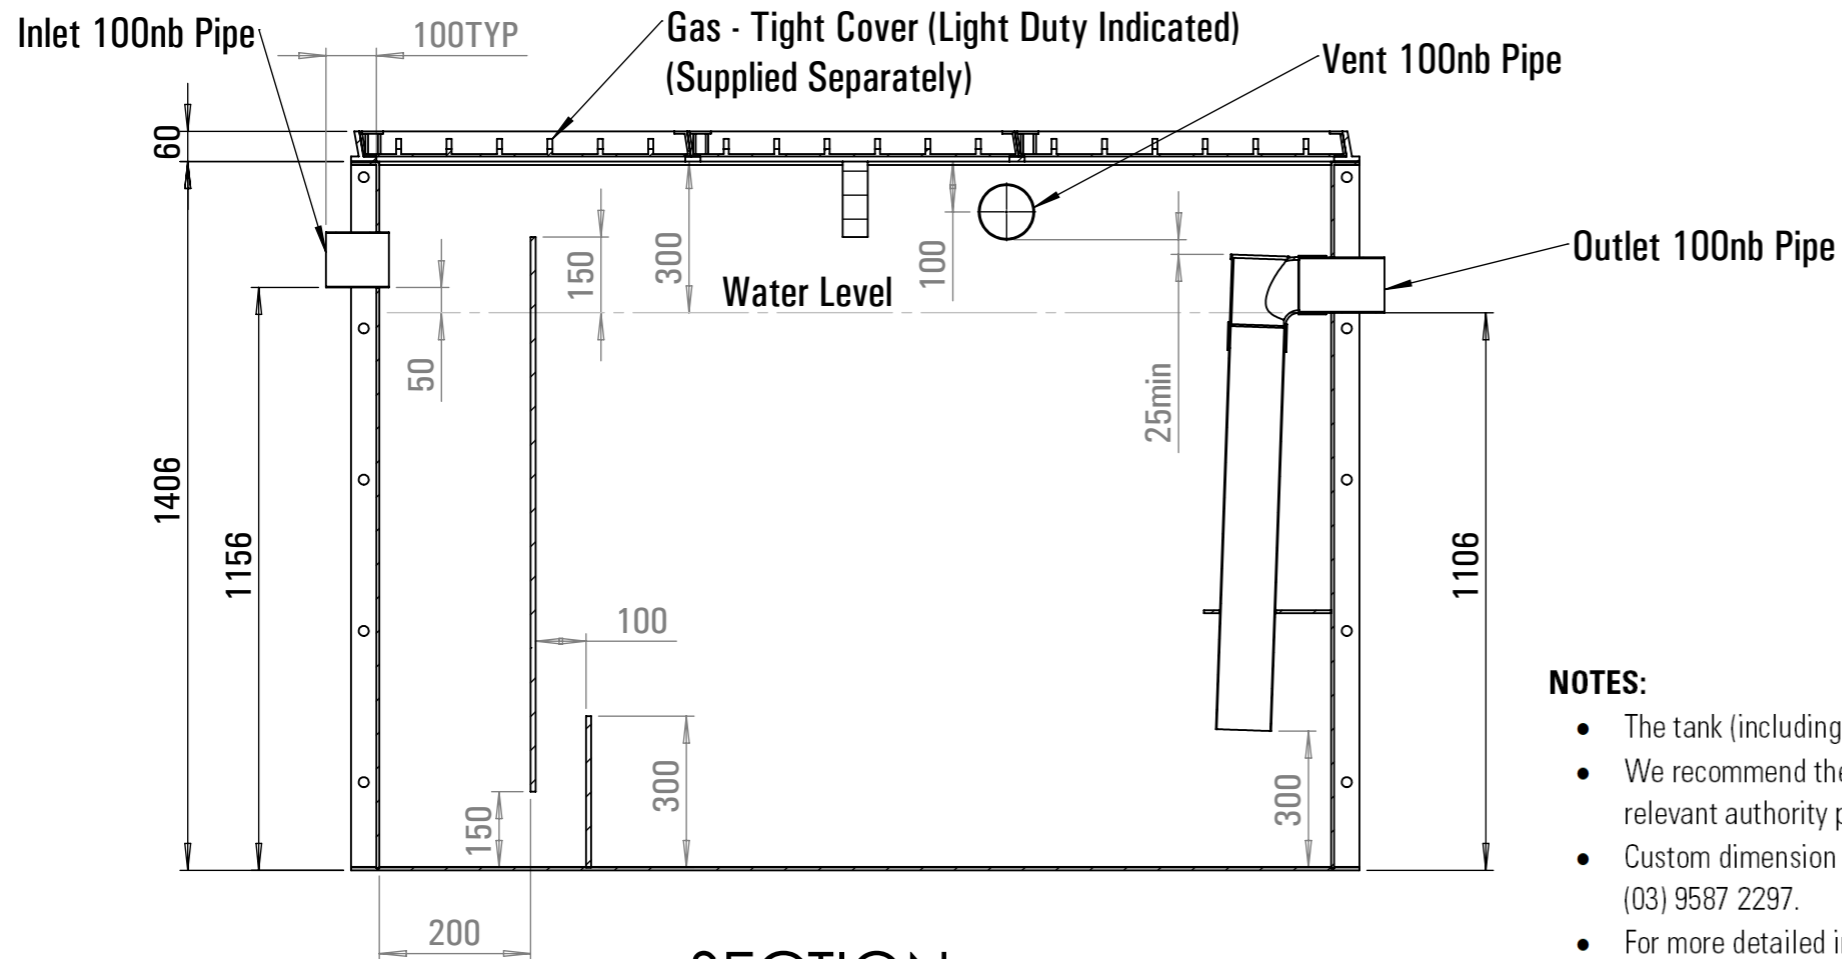 Inlet 100nb Pipe
100TYP
Gas - Tight Cover (Light Duty Indicated)
(Supplied Separately)
Vent 100nb Pipe
60
150
300
100
Water Level
Outlet 100nb Pipe
50
25min
1406
1156
1106
100
150
300
300
200
NOTES:
• The tank (including
• We recommend the
relevant authority p
• Custom dimension
(03) 9587 2297.
• For more detailed i
SECTION